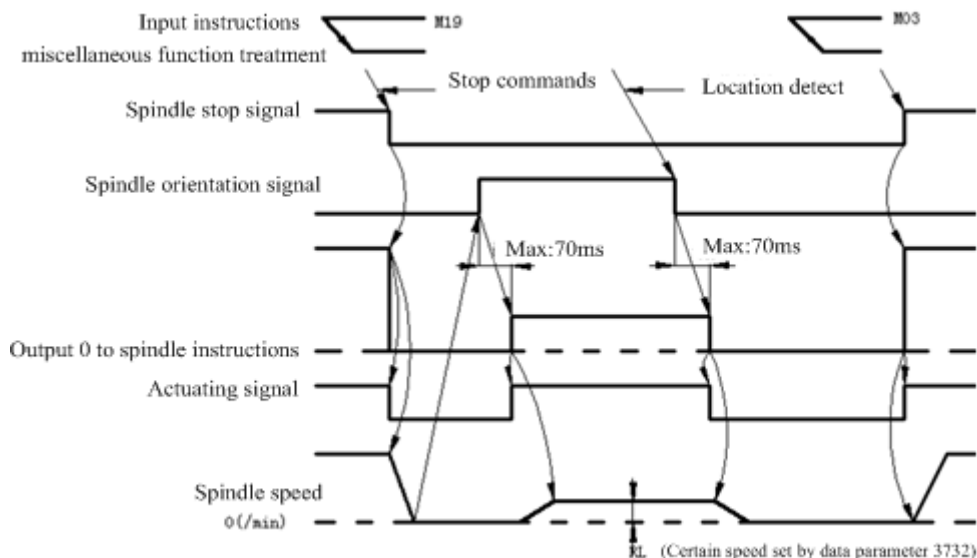 Input instructions
M19
M03
miscellaneous function treatment
Stop commands
Location detect
Spindle stop signal
Spindle orientation signal
Max:70ms
Max:70ms
Output 0 to spindle instructions
Actuating signal
Spindle speed
0(/min)
RL (Certain speed set by data parameter 3732)